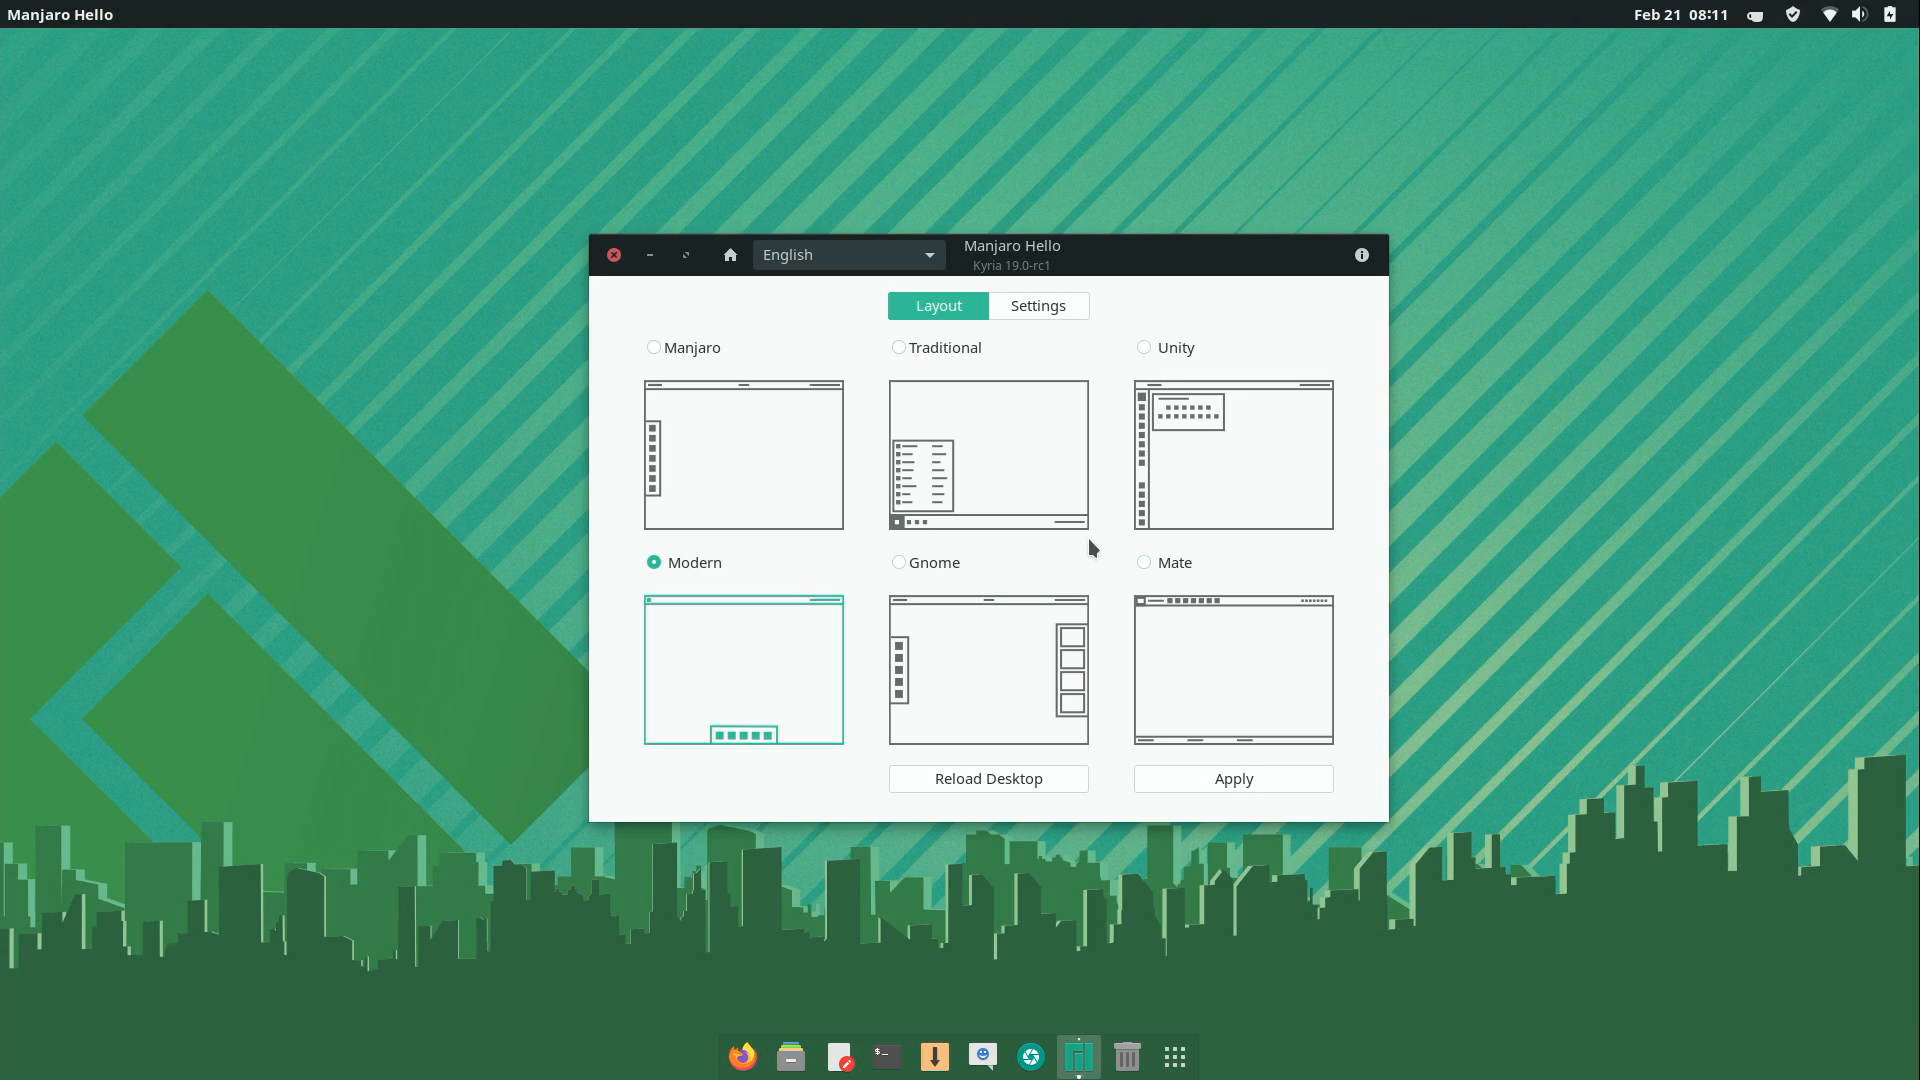 Manjaro Hello
Feb 21 08:11
English
Manjaro Hello
Kyria 19.0-rc1
Layout Settings
Manjaro Traditional Unity
Modern Gnome Mate
Reload Desktop Apply
$-